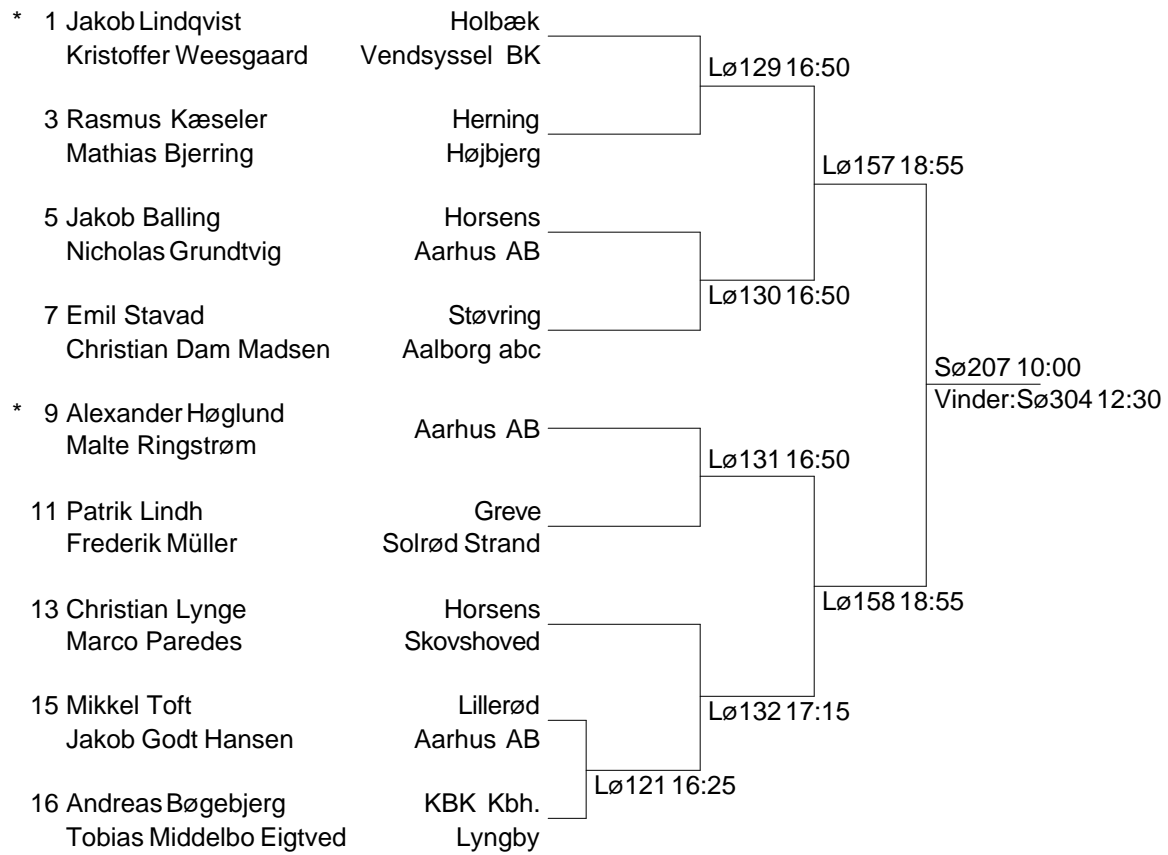 * 1 Jakob Lindqvist Holbæk
Kristoffer Weesgaard Vendsyssel BK
Lø129 16:50
3 Rasmus Kæseler Herning
Mathias Bjerring Højbjerg
Lø157 18:55
5 Jakob Balling Horsens
Nicholas Grundtvig Aarhus AB
Lø130 16:50
7 Emil Stavad Støvring
Christian Dam Madsen Aalborg abc
Sø207 10:00
Vinder:Sø304 12:30
* 9 Alexander Høglund
Aarhus AB
Malte Ringstrøm
Lø131 16:50
11 Patrik Lindh Greve
Frederik Müller Solrød Strand
13 Christian Lynge Horsens
Lø158 18:55
Marco Paredes Skovshoved
15 Mikkel Toft Lillerød
Lø132 17:15
Jakob Godt Hansen Aarhus AB
Lø121 16:25
16 Andreas Bøgebjerg KBK Kbh.
Tobias Middelbo Eigtved Lyngby